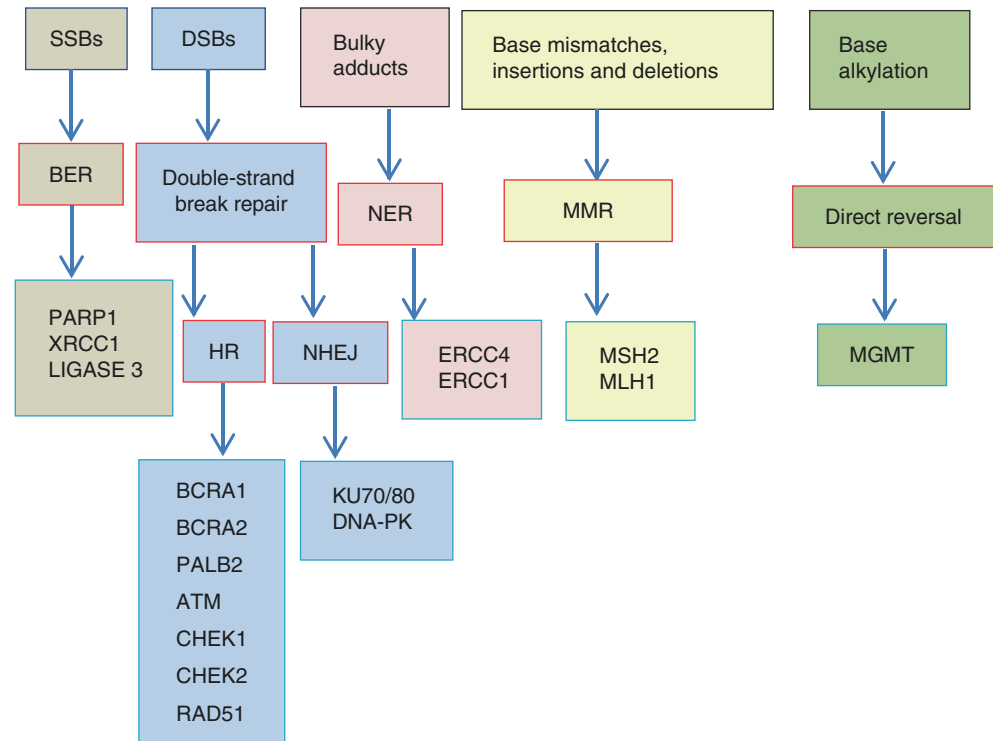 SSBs
DSBs
Bulky
adducts
Base mismatches,
insertions and deletions
Base
alkylation
BER
Double-strand
break repair
NER
MMR
Direct reversal
PARP1
XRCC1
LIGASE 3
HR
NHEJ
ERCC4
ERCC1
MSH2
MLH1
MGMT
BCRA1
BCRA2
PALB2
ATM
CHEK1
CHEK2
RAD51
KU70/80
DNA-PK